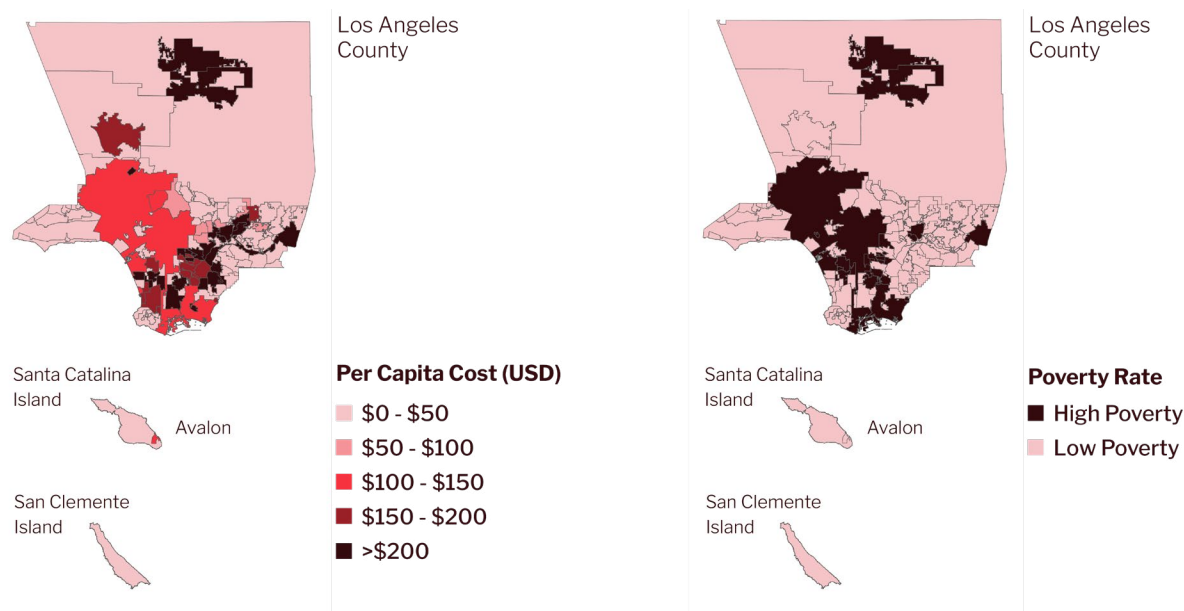 Los Angeles
County
Santa Catalina
Island
Avalon
San Clemente
Island
Per Capita Cost (USD)
$0 - $50
$50 - $100
$100 - $150
$150 - $200
>$200
Los Angeles
County
Santa Catalina
Island
Avalon
San Clemente
Island
Poverty Rate
High Poverty
Low Poverty